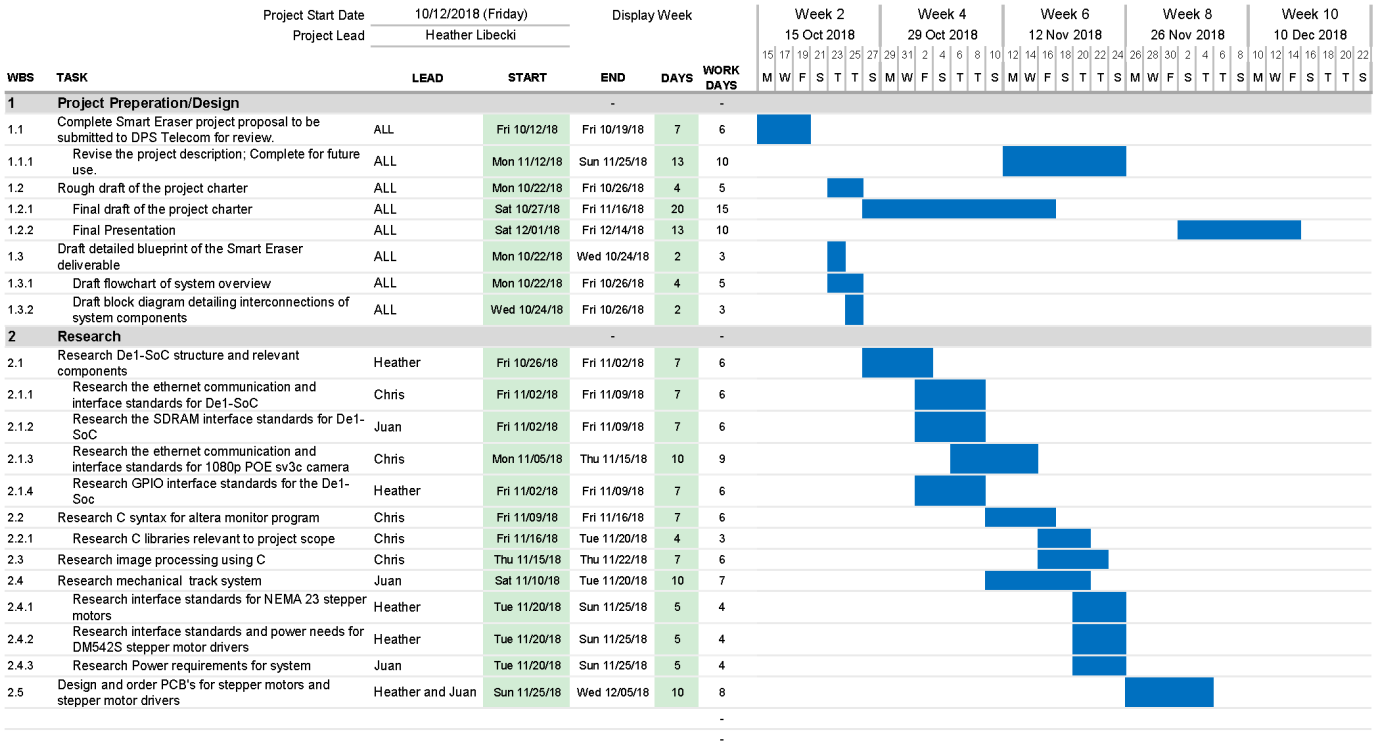 Project Start Date 10/12/2018 (Friday) Display Week Week 2 Week 4 Week 6 Week 8 Week 10
Project Lead Heather Libecki 15 Oct 2018 29 Oct 2018 12 Nov 2018 26 Nov 2018 10 Dec 2018
15 17 19 21 23 25 27 29 31 2 4 6 8 10 12 14 16 18 20 22 24 26 28 30 2 4 6 8 10 12 14 16 18 20 22
WBS TASK LEAD START END DAYS WORK DAYS M W F S T T S M W F S T T S M W F S T T S M W F S T T S M W F S T T S
1 Project Preperation/Design - -
1.1 Complete Smart Eraser project proposal to be
submitted to DPS Telecom for review. ALL Fri 10/12/18 Fri 10/19/18 7 6
1.1.1 Revise the project description; Complete for future
use. ALL Mon 11/12/18 Sun 11/25/18 13 10
1.2 Rough draft of the project charter ALL Mon 10/22/18 Fri 10/26/18 4 5
1.2.1 Final draft of the project charter ALL Sat 10/27/18 Fri 11/16/18 20 15
1.2.2 Final Presentation ALL Sat 12/01/18 Fri 12/14/18 13 10
1.3 Draft detailed blueprint of the Smart Eraser
deliverable ALL Mon 10/22/18 Wed 10/24/18 2 3
1.3.1 Draft flowchart of system overview ALL Mon 10/22/18 Fri 10/26/18 4 5
1.3.2 Draft block diagram detailing interconnections of
system components ALL Wed 10/24/18 Fri 10/26/18 2 3
2 Research - -
2.1 Research De1-SoC structure and relevant
components Heather Fri 10/26/18 Fri 11/02/18 7 6
2.1.1 Research the ethernet communication and
interface standards for De1-SoC Chris Fri 11/02/18 Fri 11/09/18 7 6
2.1.2 Research the SDRAM interface standards for De1-
SoC Juan Fri 11/02/18 Fri 11/09/18 7 6
2.1.3 Research the ethernet communication and
interface standards for 1080p POE sv3c camera Chris Mon 11/05/18 Thu 11/15/18 10 9
2.1.4 Research GPIO interface standards for the De1-
Soc Heather Fri 11/02/18 Fri 11/09/18 7 6
2.2 Research C syntax for altera monitor program Chris Fri 11/09/18 Fri 11/16/18 7 6
2.2.1 Research C libraries relevant to project scope Chris Fri 11/16/18 Tue 11/20/18 4 3
2.3 Research image processing using C Chris Thu 11/15/18 Thu 11/22/18 7 6
2.4 Research mechanical track system Juan Sat 11/10/18 Tue 11/20/18 10 7
2.4.1 Research interface standards for NEMA 23 stepper
motors Heather Tue 11/20/18 Sun 11/25/18 5 4
2.4.2 Research interface standards and power needs for
DM542S stepper motor drivers Heather Tue 11/20/18 Sun 11/25/18 5 4
2.4.3 Research Power requirements for system Juan Tue 11/20/18 Sun 11/25/18 5 4
2.5 Design and order PCB's for stepper motors and
stepper motor drivers Heather and Juan Sun 11/25/18 Wed 12/05/18 10 8
-
-